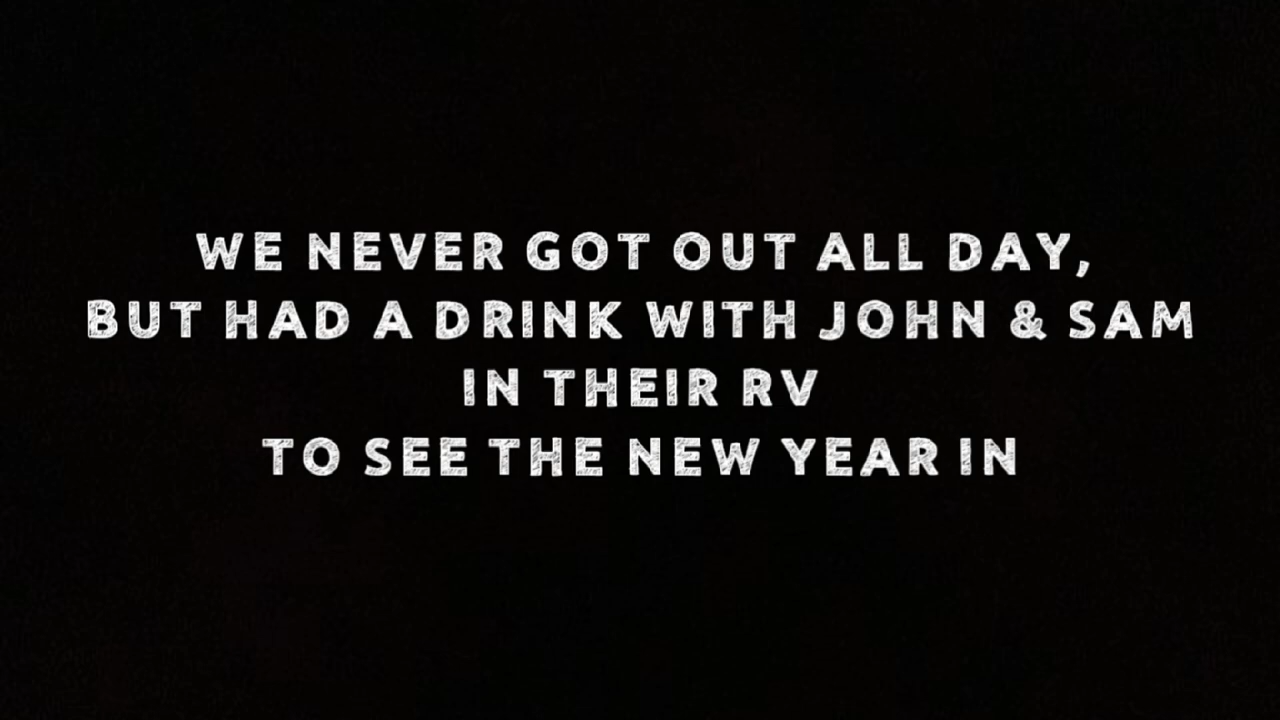 WE NEVER GOT OUT ALL DAY,
BUT HAD A DRINK WITH JOHN & SAM
IN THEIR RV
TO SEE THE NEW YEAR IN